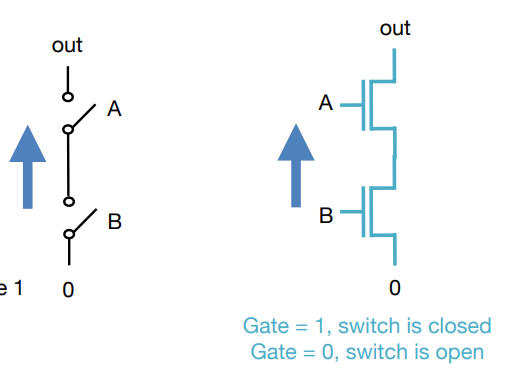 out
out
A
A
B
B
e 1
0
0
Gate = 1, switch is closed
Gate = 0, switch is open